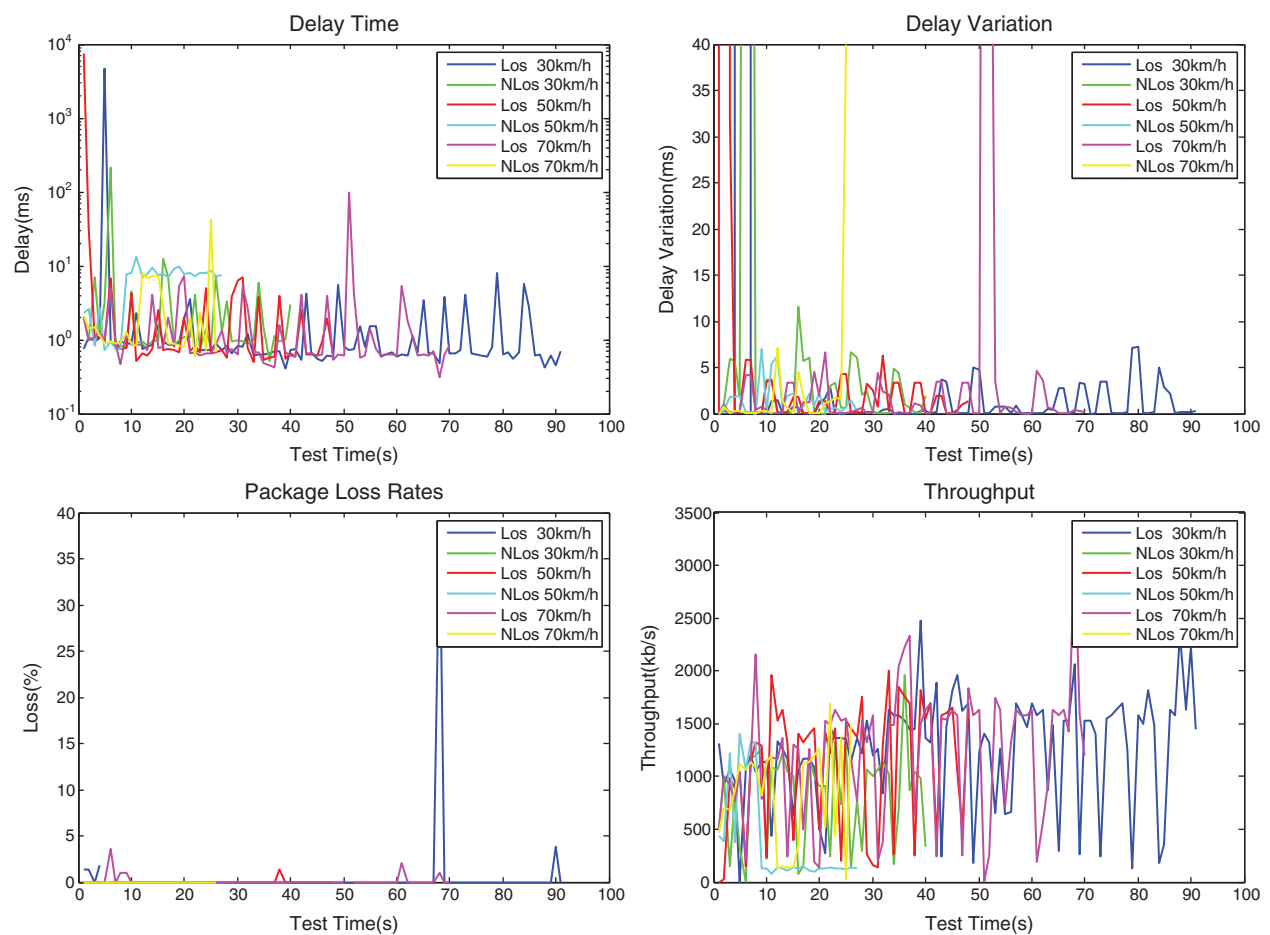 Delay Time
10^4
10^3
10^2
10^1
10^0
10^-1
Delay(ms)
0 10 20 30 40 50 60 70 80 90 100
Test Time(s)
Los 30km/h
NLos 30km/h
Los 50km/h
NLos 50km/h
Los 70km/h
NLos 70km/h
Delay Variation
40
35
30
25
20
15
10
5
0
Delay Variation(ms)
0 10 20 30 40 50 60 70 80 90 100
Test Time(s)
Los 30km/h
NLos 30km/h
Los 50km/h
NLos 50km/h
Los 70km/h
NLos 70km/h
Package Loss Rates
40
35
30
25
20
15
10
5
0
Loss(%)
0 10 20 30 40 50 60 70 80 90 100
Test Time(s)
Los 30km/h
NLos 30km/h
Los 50km/h
NLos 50km/h
Los 70km/h
NLos 70km/h
Throughput
3500
3000
2500
2000
1500
1000
500
0
Throughput(kb/s)
0 10 20 30 40 50 60 70 80 90 100
Test Time(s)
Los 30km/h
NLos 30km/h
Los 50km/h
NLos 50km/h
Los 70km/h
NLos 70km/h